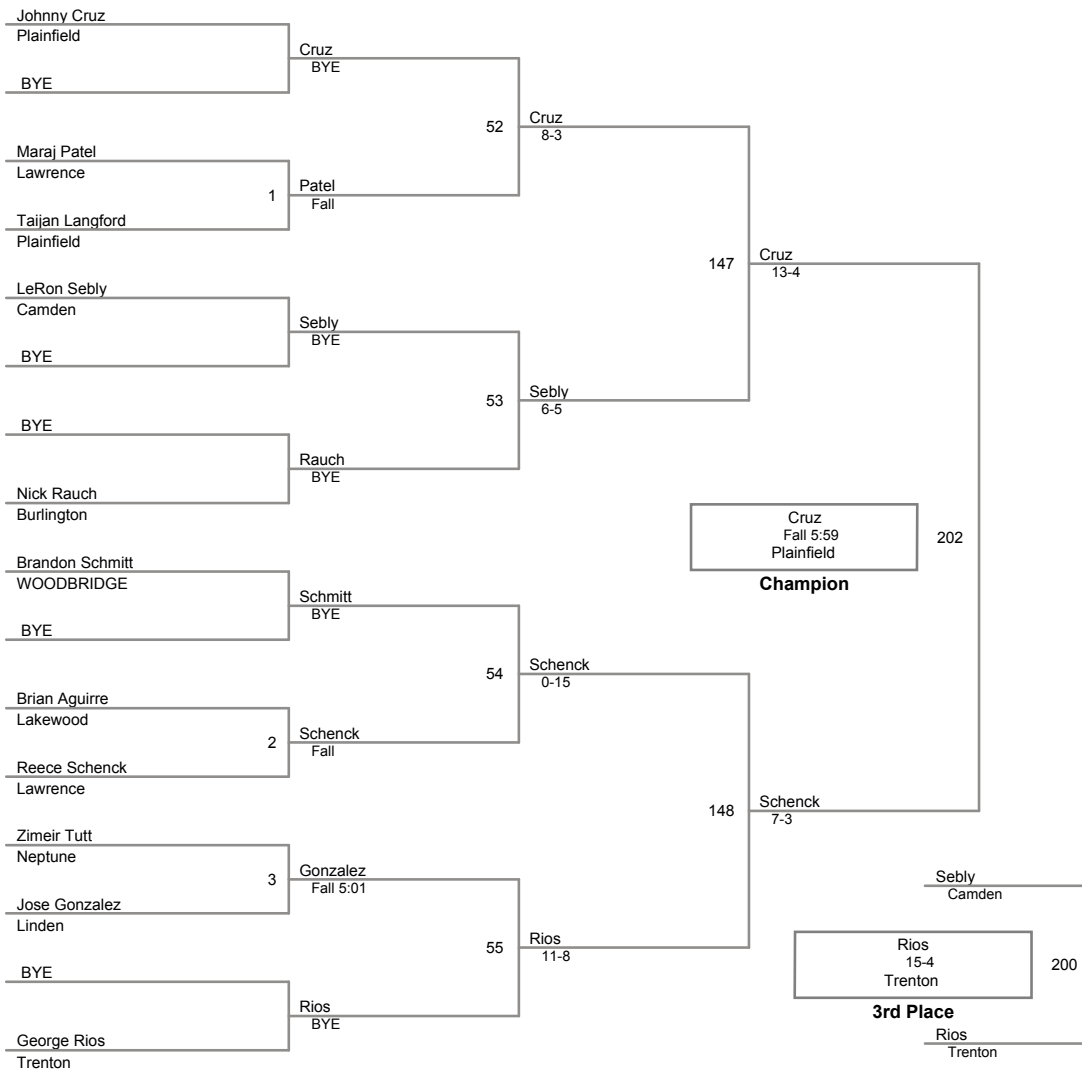 Johnny Cruz
Plainfield
Cruz
BYE
BYE
52
Cruz
8-3
Maraj Patel
Lawrence
1
Patel
Fall
Taijan Langford
Plainfield
147
Cruz
13-4
LeRon Sebly
Camden
Sebly
BYE
BYE
53
Sebly
6-5
BYE
Rauch
BYE
Nick Rauch
Burlington
Cruz
Fall 5:59
Plainfield
202
Champion
Brandon Schmitt
WOODBRIDGE
Schmitt
BYE
BYE
54
Schenck
0-15
Brian Aguirre
Lakewood
2
Schenck
Fall
Reece Schenck
Lawrence
148
Schenck
7-3
Zimeir Tutt
Neptune
3
Gonzalez
Fall 5:01
Jose Gonzalez
Linden
55
Rios
11-8
BYE
Rios
BYE
George Rios
Trenton
Sebly
Camden
Rios
15-4
Trenton
200
3rd Place
Rios
Trenton